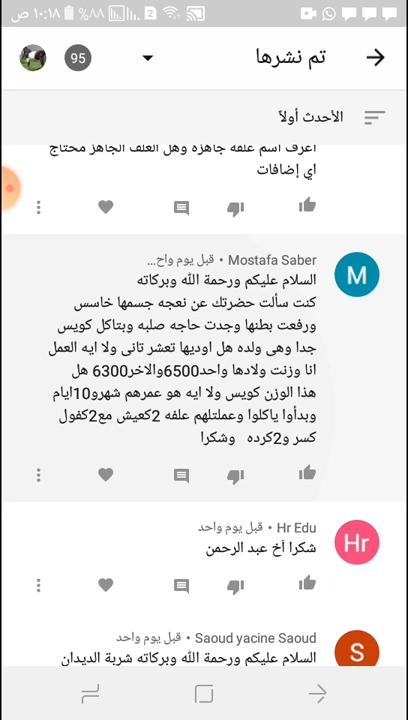 ١٠:١٨ ص ٨٨%
2
تم نشرها
95
الأحدث أولاً
اعرف اسم علفه جاهزه وهل العلف الجاهز محتاج
اي إضافات
Mostafa Saber • قبل يوم واح...
السلام عليكم ورحمة الله وبركاته
كنت سألت حضرتك عن نعجه جسمها خاسس
ورفعت بطنها وجدت حاجه صلبه وبتاكل كويس
جدا وهى ولده هل اوديها تعشر تانى ولا ايه العمل
انا وزنت ولادها واحد6500والاخر6300 هل
هذا الوزن كويس ولا ايه هو عمرهم شهرو10ايام
وبدأوا ياكلوا وعملتلهم علفه 2كعيش مع2كفول
كسر و2كرده وشكرا
M
Hr Edu • قبل يوم واحد
شكرا أخ عبد الرحمن
Hr
Saoud yacine Saoud • قبل يوم واحد
السلام عليكم ورحمة الله وبركاته شربة الديدان
S